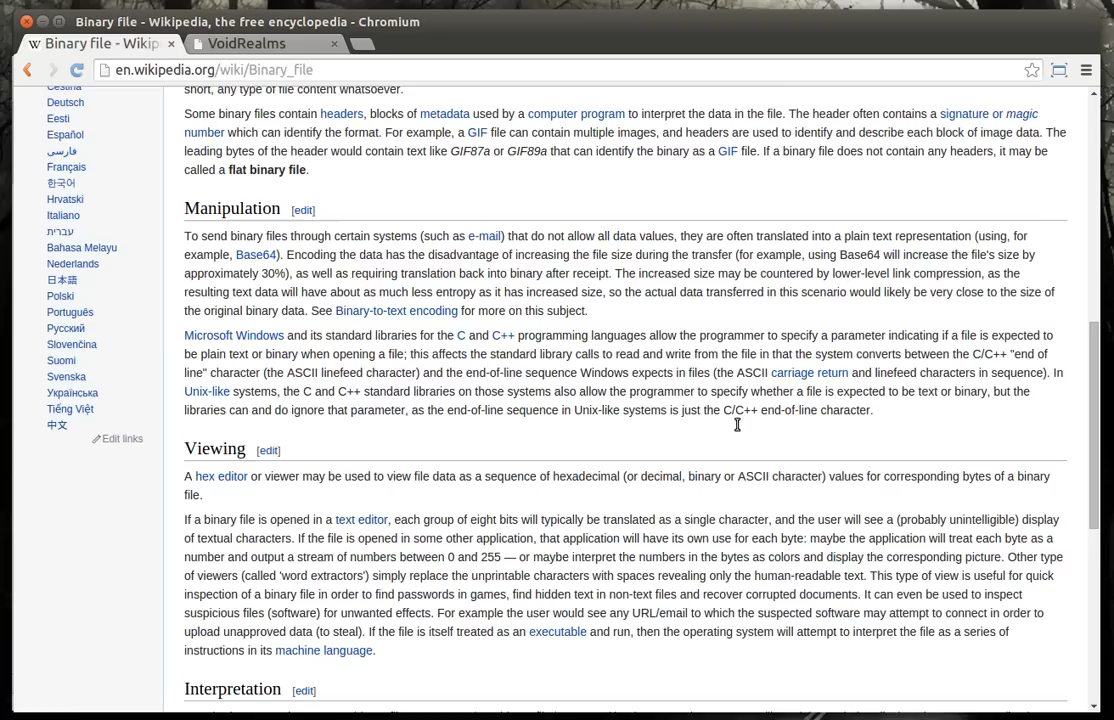 Binary file - Wikipedia, the free encyclopedia - Chromium
Binary file - Wikip
VoidRealms
en.wikipedia.org/wiki/Binary_file
Čeština
Deutsch
Eesti
Español
فارسی
Français
한국어
Hrvatski
Italiano
עברית
Bahasa Melayu
Nederlands
日本語
Polski
Português
Русский
Slovenčina
Suomi
Svenska
Українська
Tiếng Việt
中文
Edit links
short, any type of file content whatsoever.
Some binary files contain headers, blocks of metadata used by a computer program to interpret the data in the file. The header often contains a signature or magic
number which can identify the format. For example, a GIF file can contain multiple images, and headers are used to identify and describe each block of image data. The
leading bytes of the header would contain text like GIF87a or GIF89a that can identify the binary as a GIF file. If a binary file does not contain any headers, it may be
called a flat binary file.
Manipulation [edit]
To send binary files through certain systems (such as e-mail) that do not allow all data values, they are often translated into a plain text representation (using, for
example, Base64). Encoding the data has the disadvantage of increasing the file size during the transfer (for example, using Base64 will increase the file's size by
approximately 30%), as well as requiring translation back into binary after receipt. The increased size may be countered by lower-level link compression, as the
resulting text data will have about as much less entropy as it has increased size, so the actual data transferred in this scenario would likely be very close to the size of
the original binary data. See Binary-to-text encoding for more on this subject.
Microsoft Windows and its standard libraries for the C and C++ programming languages allow the programmer to specify a parameter indicating if a file is expected to
be plain text or binary when opening a file; this affects the standard library calls to read and write from the file in that the system converts between the C/C++ "end of
line" character (the ASCII linefeed character) and the end-of-line sequence Windows expects in files (the ASCII carriage return and linefeed characters in sequence). In
Unix-like systems, the C and C++ standard libraries on those systems also allow the programmer to specify whether a file is expected to be text or binary, but the
libraries can and do ignore that parameter, as the end-of-line sequence in Unix-like systems is just the C/C++ end-of-line character.
Viewing [edit]
A hex editor or viewer may be used to view file data as a sequence of hexadecimal (or decimal, binary or ASCII character) values for corresponding bytes of a binary
file.
If a binary file is opened in a text editor, each group of eight bits will typically be translated as a single character, and the user will see a (probably unintelligible) display
of textual characters. If the file is opened in some other application, that application will have its own use for each byte: maybe the application will treat each byte as a
number and output a stream of numbers between 0 and 255 — or maybe interpret the numbers in the bytes as colors and display the corresponding picture. Other type
of viewers (called 'word extractors') simply replace the unprintable characters with spaces revealing only the human-readable text. This type of view is useful for quick
inspection of a binary file in order to find passwords in games, find hidden text in non-text files and recover corrupted documents. It can even be used to inspect
suspicious files (software) for unwanted effects. For example the user would see any URL/email to which the suspected software may attempt to connect in order to
upload unapproved data (to steal). If the file is itself treated as an executable and run, then the operating system will attempt to interpret the file as a series of
instructions in its machine language.
Interpretation [edit]